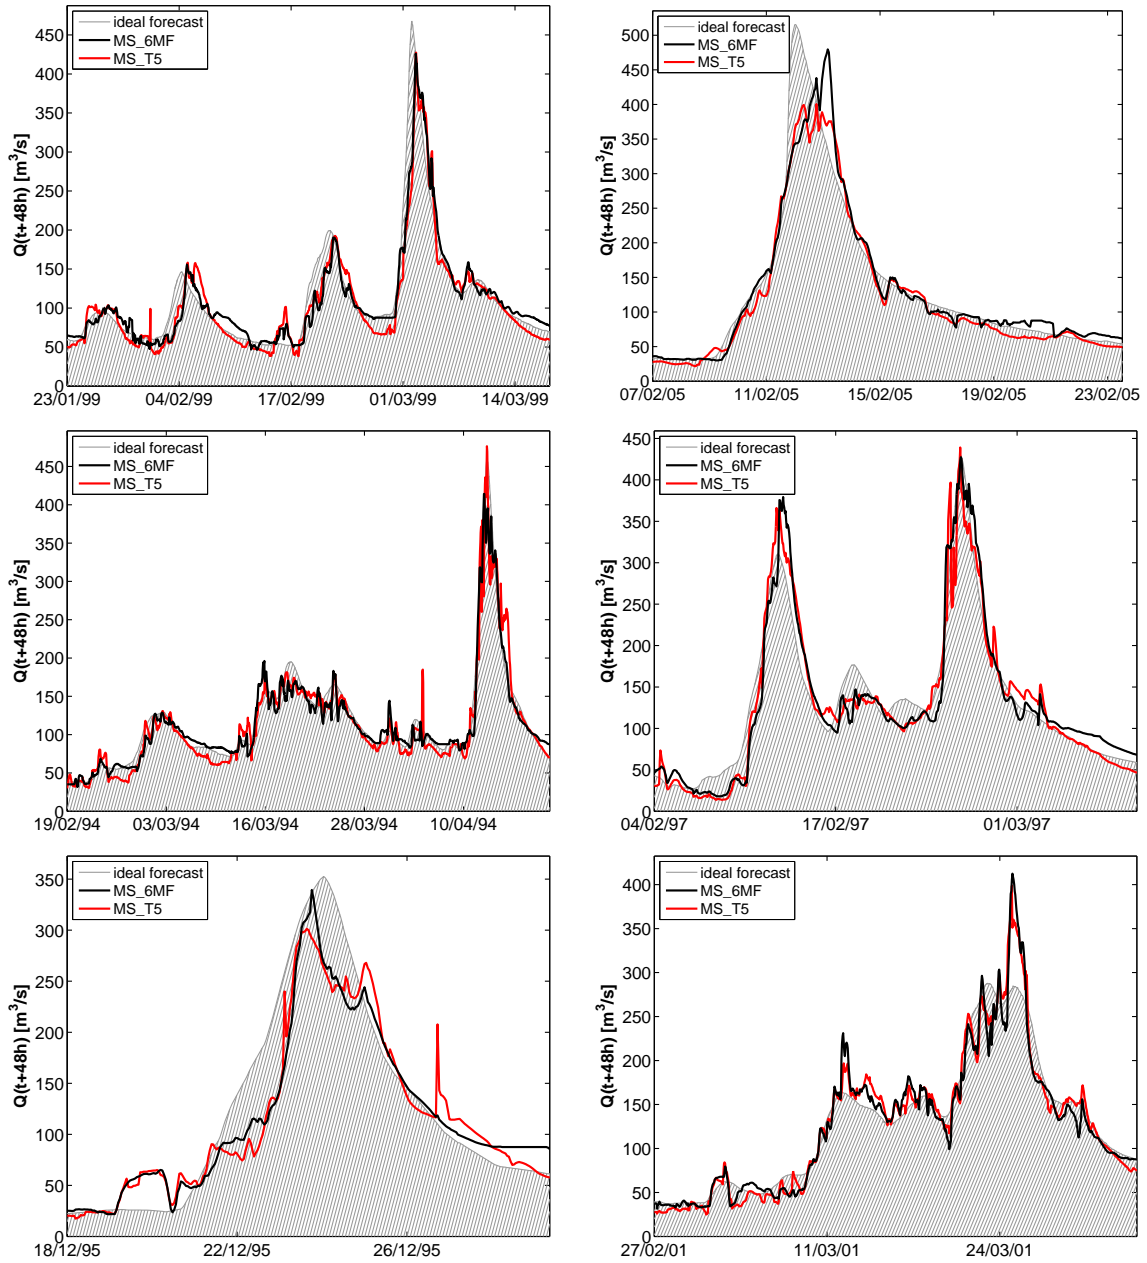 ideal forecast
MS_6MF
MS_T5
Q(t+48h) [m³/s]
450
400
350
300
250
200
150
100
50
0
23/01/99 04/02/99 17/02/99 01/03/99 14/03/99
ideal forecast
MS_6MF
MS_T5
Q(t+48h) [m³/s]
500
450
400
350
300
250
200
150
100
50
0
07/02/05 11/02/05 15/02/05 19/02/05 23/02/05
ideal forecast
MS_6MF
MS_T5
Q(t+48h) [m³/s]
450
400
350
300
250
200
150
100
50
0
19/02/94 03/03/94 16/03/94 28/03/94 10/04/94
ideal forecast
MS_6MF
MS_T5
Q(t+48h) [m³/s]
450
400
350
300
250
200
150
100
50
0
04/02/97 17/02/97 01/03/97
ideal forecast
MS_6MF
MS_T5
Q(t+48h) [m³/s]
350
300
250
200
150
100
50
0
18/12/95 22/12/95 26/12/95
ideal forecast
MS_6MF
MS_T5
Q(t+48h) [m³/s]
400
350
300
250
200
150
100
50
0
27/02/01 11/03/01 24/03/01